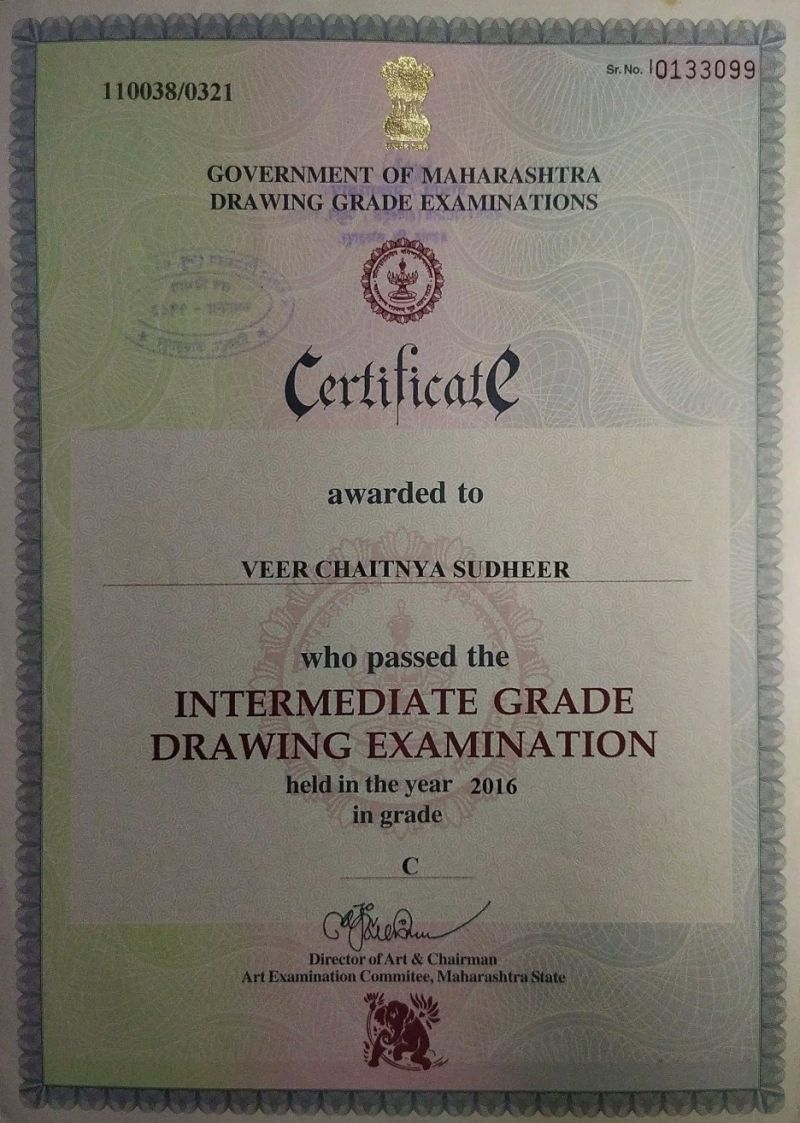 110038/0321
Sr. No. 10133099
GOVERNMENT OF MAHARASHTRA
DRAWING GRADE EXAMINATIONS
Certificate
awarded to
VEER CHAITNYA SUDHEER
who passed the
INTERMEDIATE GRADE
DRAWING EXAMINATION
held in the year 2016
in grade
C
Director of Art & Chairman
Art Examination Commitee, Maharashtra State